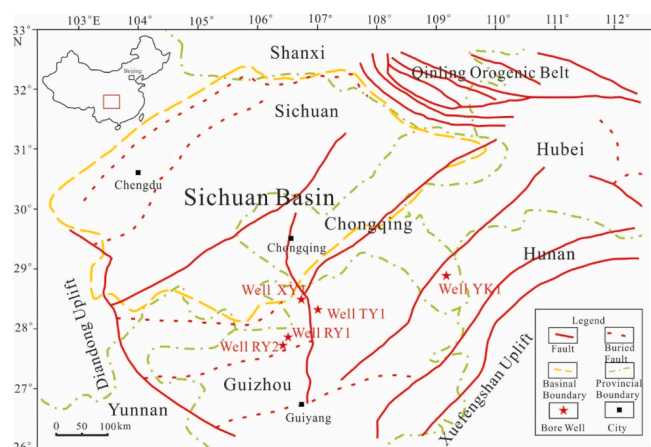 103° 104° 105° 106° 107° 108° 109° 110° 111° 112°
33°
N
Shanxi
Beijing
Qinling Orogenic Belt
32°
Sichuan
31°
Hubei
Chengdu
Sichuan Basin
30°
Chongqing
Chongqing
29°
Hunan
Well XY1
Well YK1
Well TY1
28°
Well RY1
Well RY2
Diandong Uplift
Guizhou
27°
Xuefengshan Uplift
Yunnan
Guiyang
0 50 100km
26°
Legend
Fault
Buried Fault
Basinal Boundary
Provincial Boundary
Bore Well
City